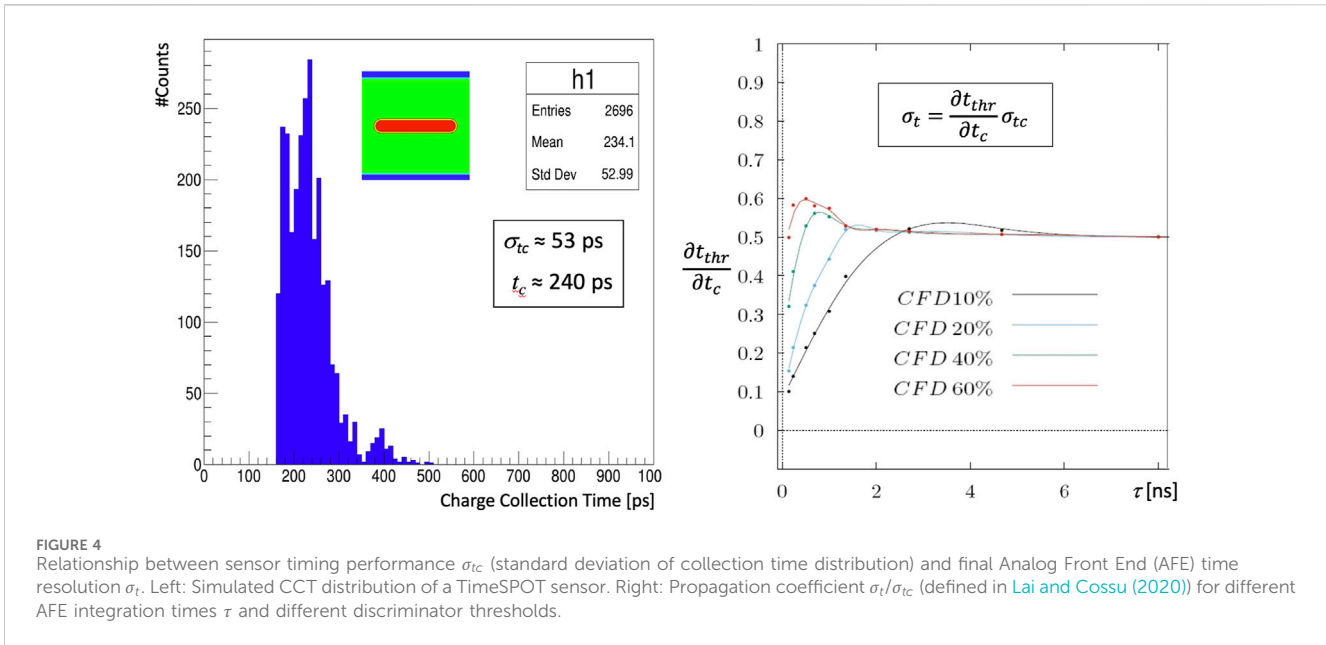 #Counts
250
200
150
100
50
0
0 100 200 300 400 500 600 700 800 900 100
Charge Collection Time [ps]
h1
Entries 2696
Mean 234.1
Std Dev 52.99
σtc ≈ 53 ps
tc ≈ 240 ps
1
0.9
0.8
0.7
0.6
0.5
0.4
0.3
0.2
0.1
0
0 2 4 6 τ [ns]
∂tthr
∂tc
σt = ∂tthr/∂tc σtc
CFD 10%
CFD 20%
CFD 40%
CFD 60%
FIGURE 4
Relationship between sensor timing performance σtc (standard deviation of collection time distribution) and final Analog Front End (AFE) time
resolution σt. Left: Simulated CCT distribution of a TimeSPOT sensor. Right: Propagation coefficient σt/σtc (defined in Lai and Cossu (2020)) for different
AFE integration times τ and different discriminator thresholds.